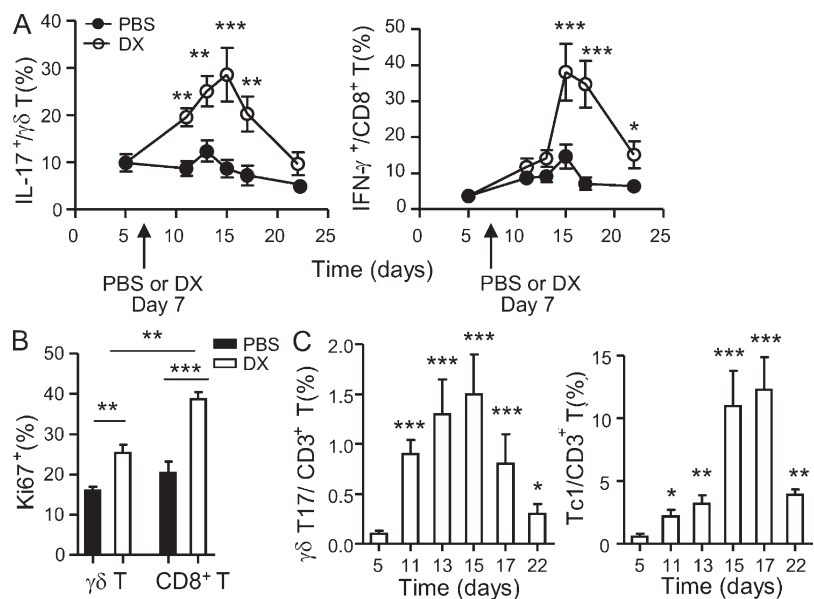 A
PBS
DX
IL-17+/γδ T(%)
40
30
20
10
0
**
**
***
**
0 5 10 15 20 25
PBS or DX
Day 7
IFN-γ+/CD8+ T(%)
50
40
30
20
10
0
***
***
*
0 5 10 15 20 25
PBS or DX
Day 7
Time (days)
B
PBS
DX
Ki67+(%)
50
40
30
20
10
0
**
**
***
γδ T CD8+ T
C
γδ T17/ CD3+ T(%)
2.0
1.5
1.0
0.5
0.0
***
***
***
***
*
5 11 13 15 17 22
Time (days)
Tc1/CD3+ T(%)
15
10
5
0
*
**
***
***
**
5 11 13 15 17 22
Time (days)